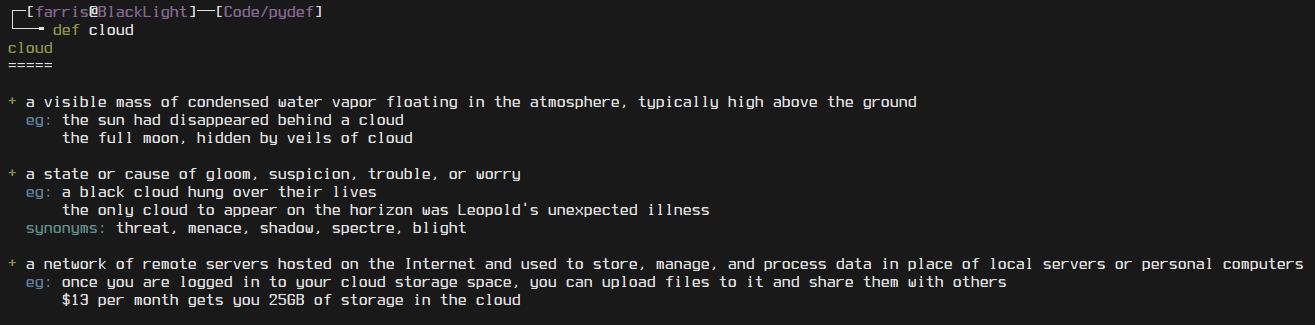 ┌─[farris@BlackLight]──[Code/pydef]
└──╼ def cloud
cloud
=====
+ a visible mass of condensed water vapor floating in the atmosphere, typically high above the ground
eg: the sun had disappeared behind a cloud
the full moon, hidden by veils of cloud
+ a state or cause of gloom, suspicion, trouble, or worry
eg: a black cloud hung over their lives
the only cloud to appear on the horizon was Leopold's unexpected illness
synonyms: threat, menace, shadow, spectre, blight
+ a network of remote servers hosted on the Internet and used to store, manage, and process data in place of local servers or personal computers
eg: once you are logged in to your cloud storage space, you can upload files to it and share them with others
$13 per month gets you 25GB of storage in the cloud